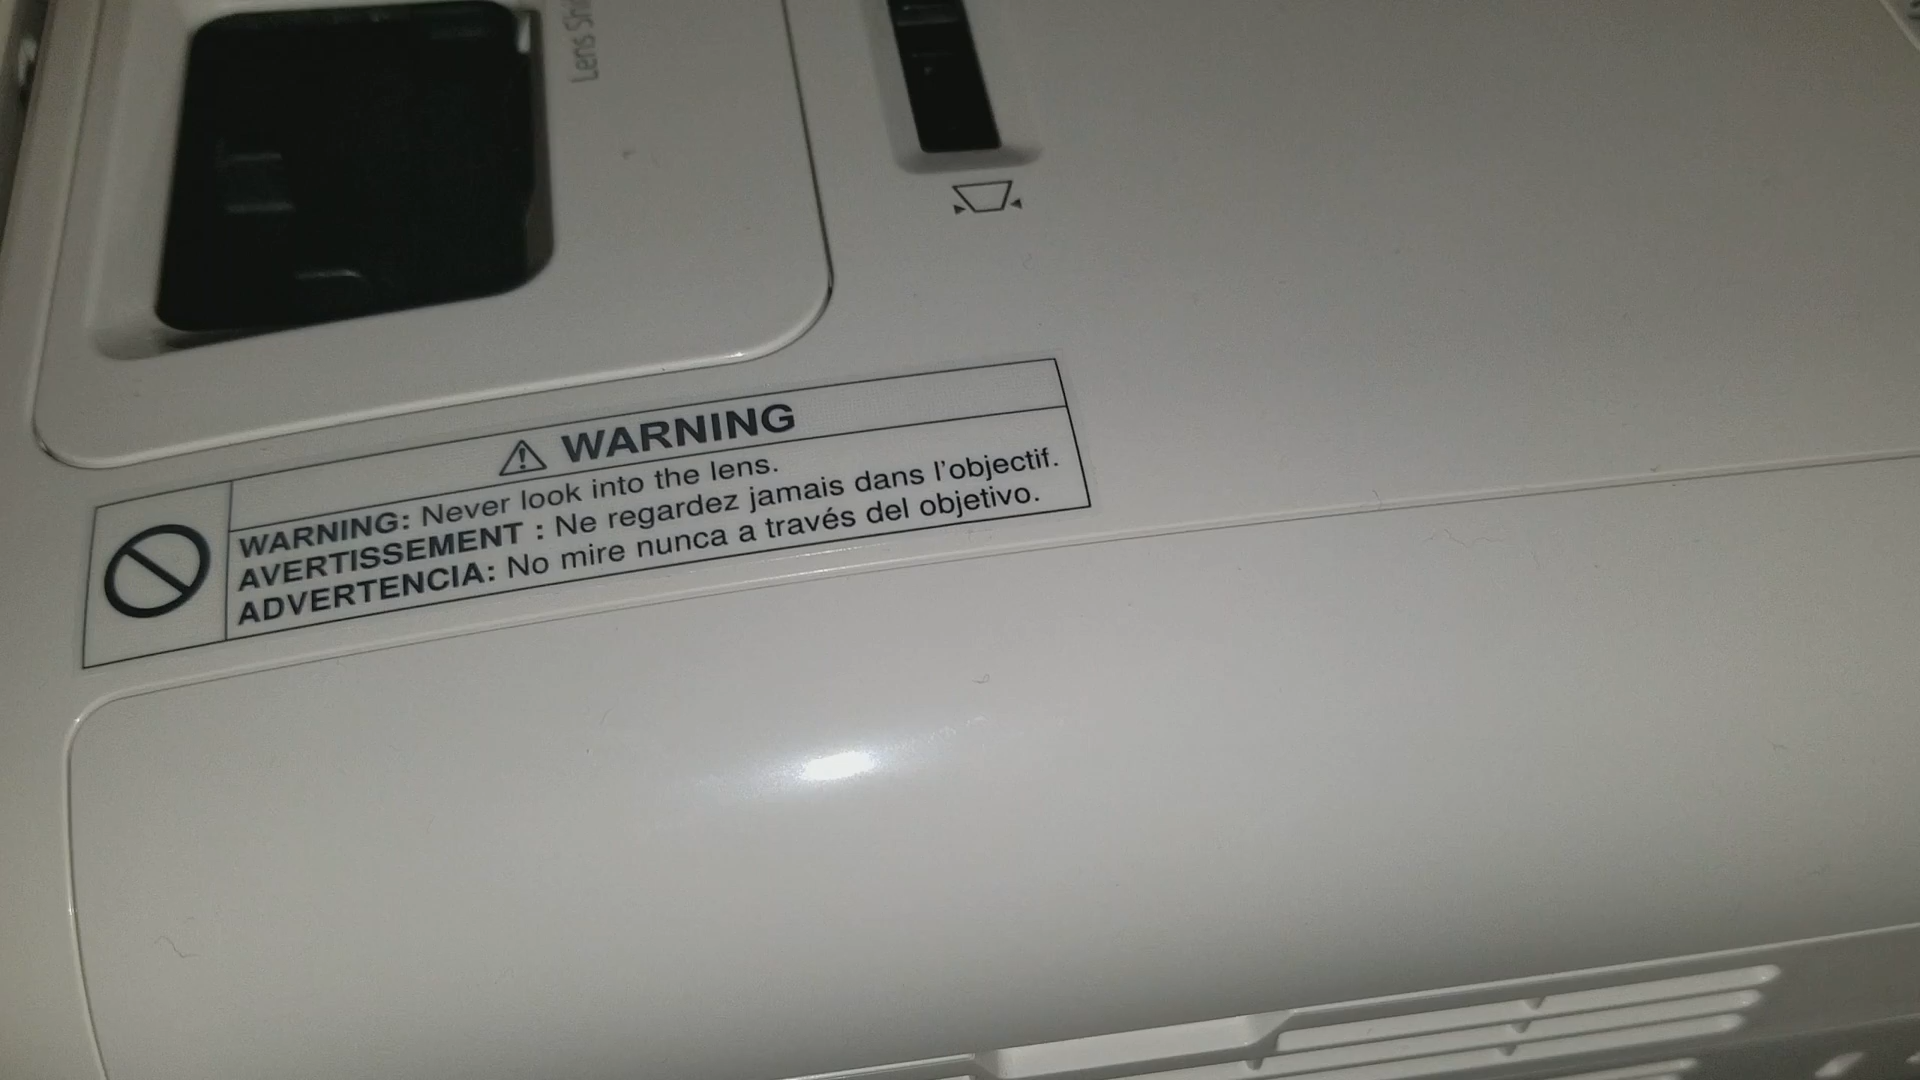 Lens
WARNING
WARNING: Never look into the lens.
AVERTISSEMENT : Ne regardez jamais dans l'objectif.
ADVERTENCIA: No mire nunca a través del objetivo.